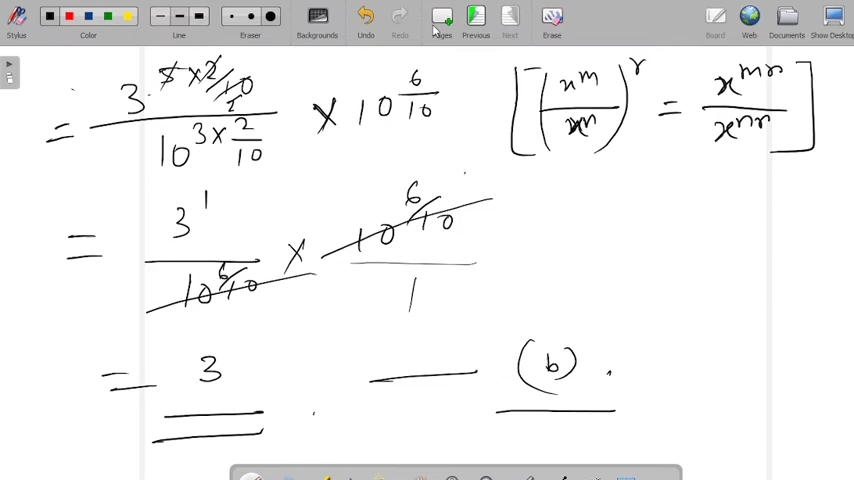 Stylus Color Line Eraser Backgrounds Undo Redo Pages Previous Next Erase Board Web Documents Show Desktop
= 3^(5×2/10) / 10^(3×2/10) × 10^(6/10) [(x^m / x^n)^r = x^(mr) / x^(nr)]
= 3^1 / 10^(6/10) × 10^(6/10) / 1
= 3 — (b).